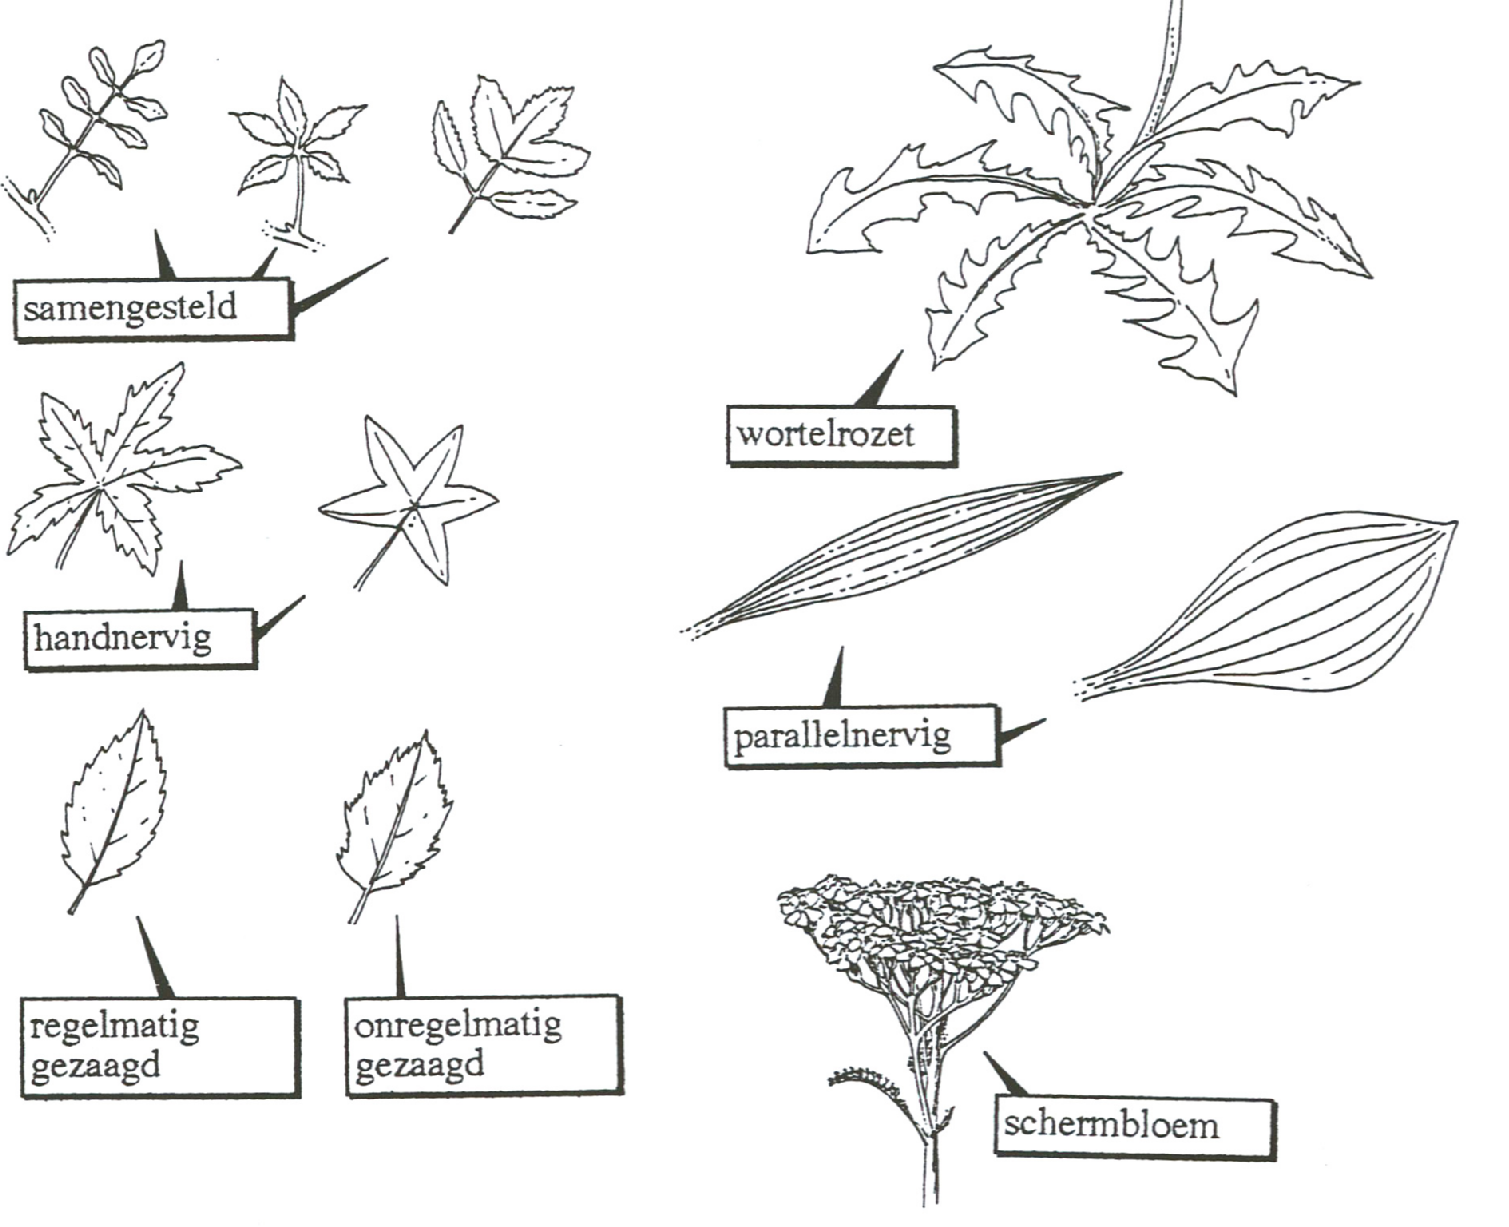 samengesteld
handnervig
regelmatig
gezaagd
onregelmatig
gezaagd
wortelrozet
parallelnervig
schermbloem